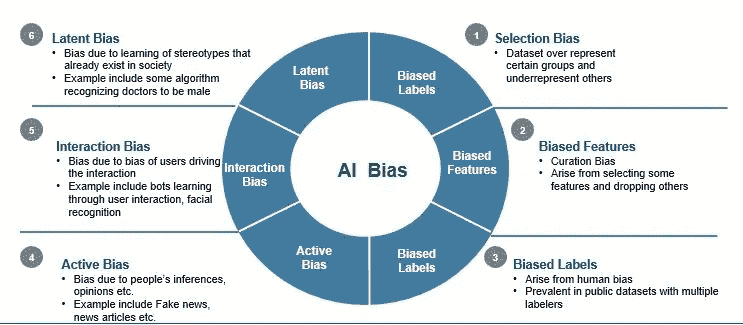 6
Latent Bias
• Bias due to learning of stereotypes that
already exist in society
• Example include some algorithm
recognizing doctors to be male
5
Interaction Bias
• Bias due to bias of users driving
the interaction
• Example include bots learning
through user interaction, facial
recognition
4
Active Bias
• Bias due to people's inferences,
opinions etc.
• Example include Fake news,
news articles etc.
Latent
Bias
Biased
Labels
Interaction
Bias
AI Bias
Biased
Features
Active
Bias
Biased
Labels
1
Selection Bias
• Dataset over represent
certain groups and
underrepresent others
2
Biased Features
• Curation Bias
• Arise from selecting some
features and dropping others
3
Biased Labels
• Arise from human bias
• Prevalent in public datasets with multiple
labelers